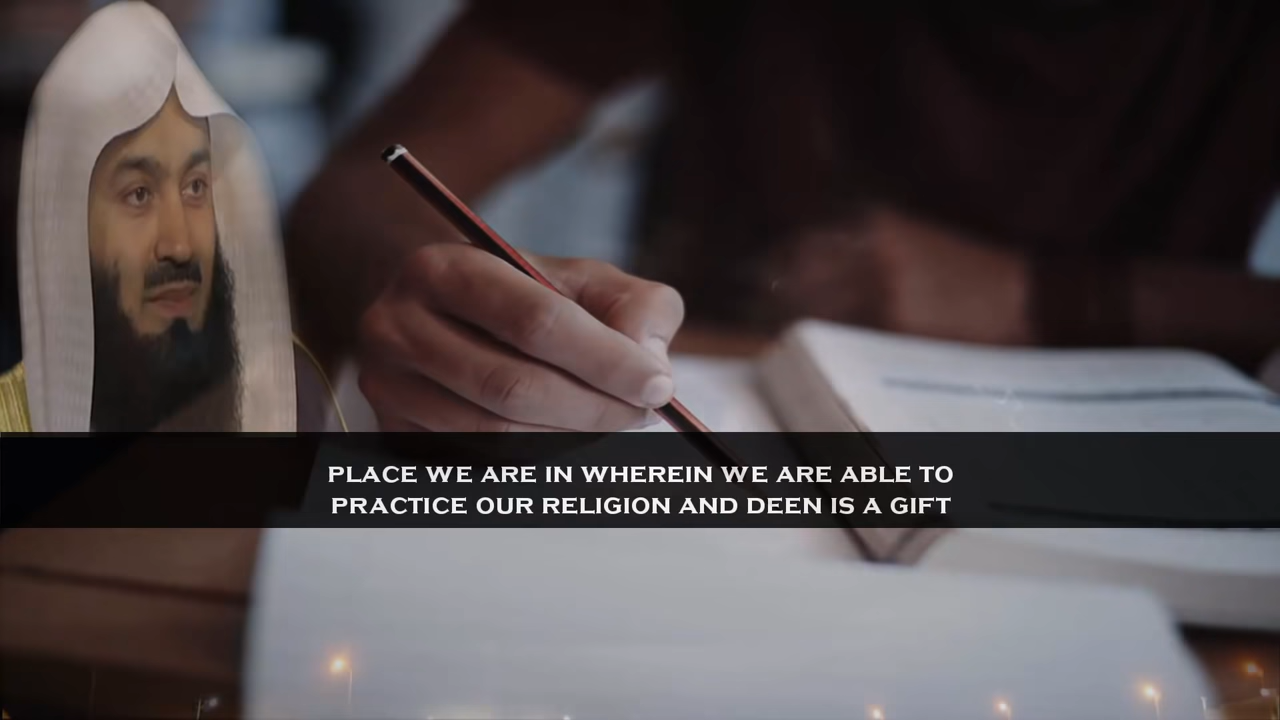 PLACE WE ARE IN WHEREIN WE ARE ABLE TO
PRACTICE OUR RELIGION AND DEEN IS A GIFT